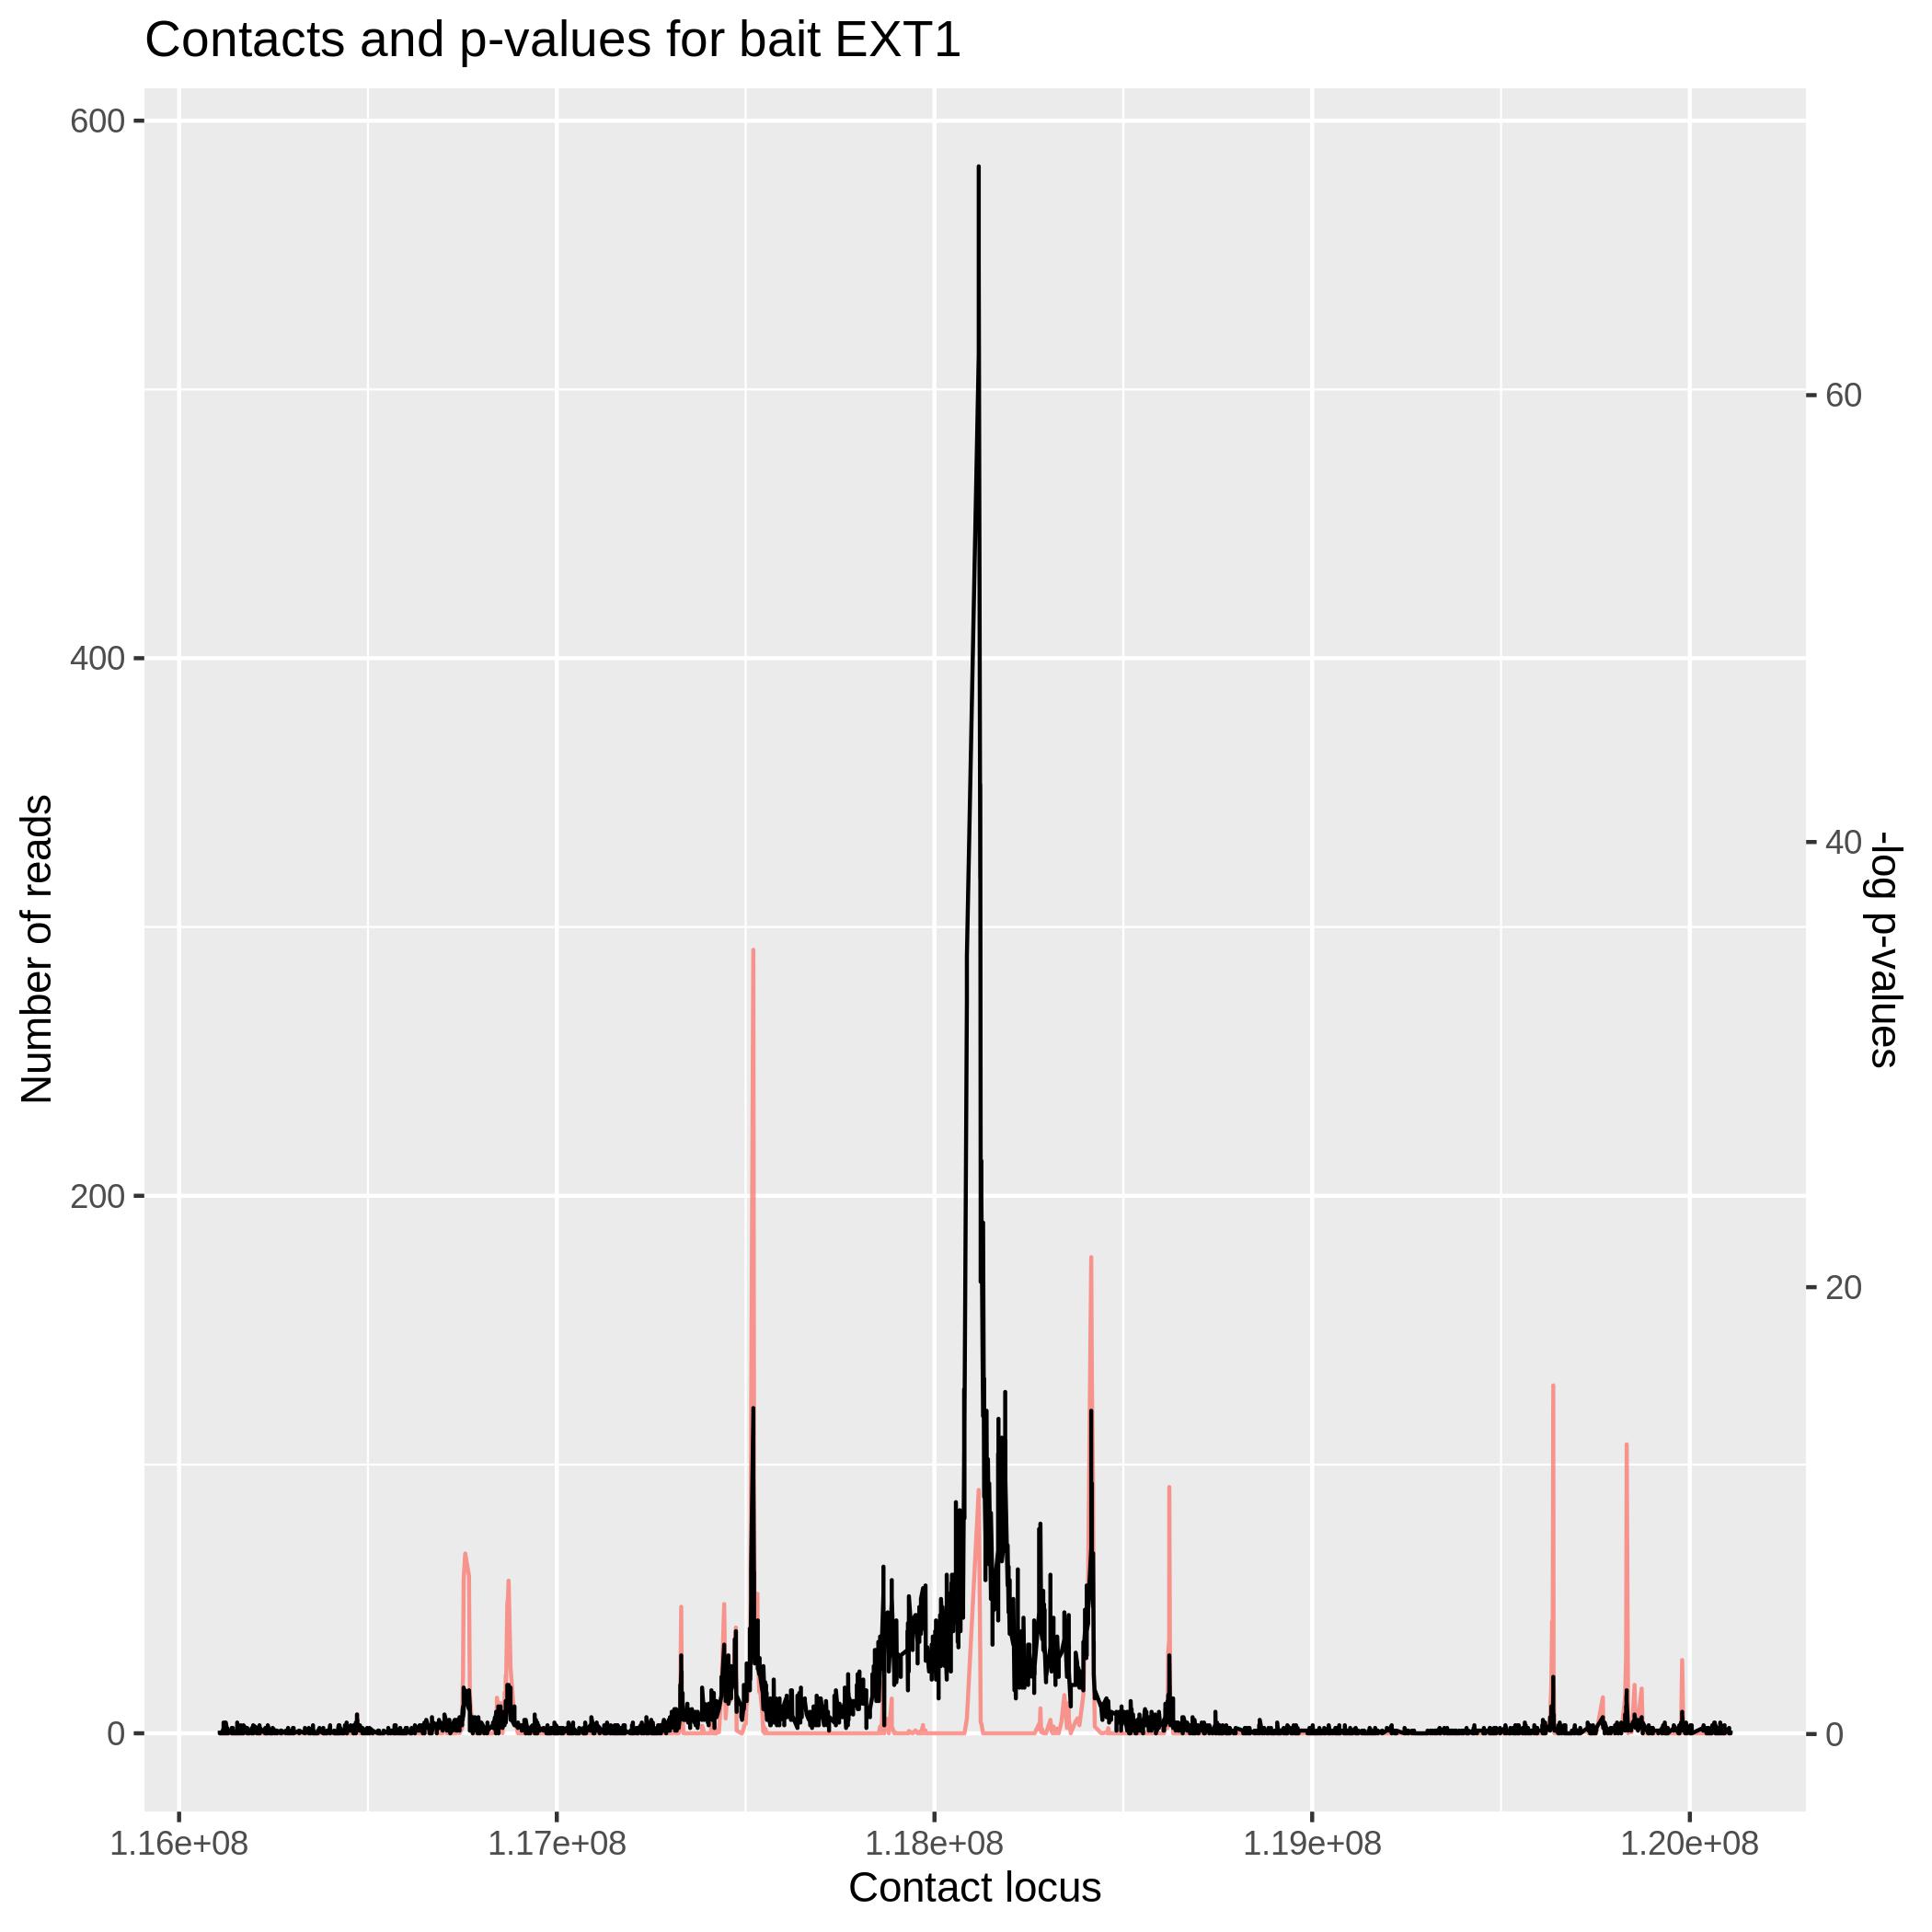 Contacts and p-values for bait EXT1
600
400
200
0
Number of reads
60
40
20
0
-log p-values
1.16e+08 1.17e+08 1.18e+08 1.19e+08 1.20e+08
Contact locus